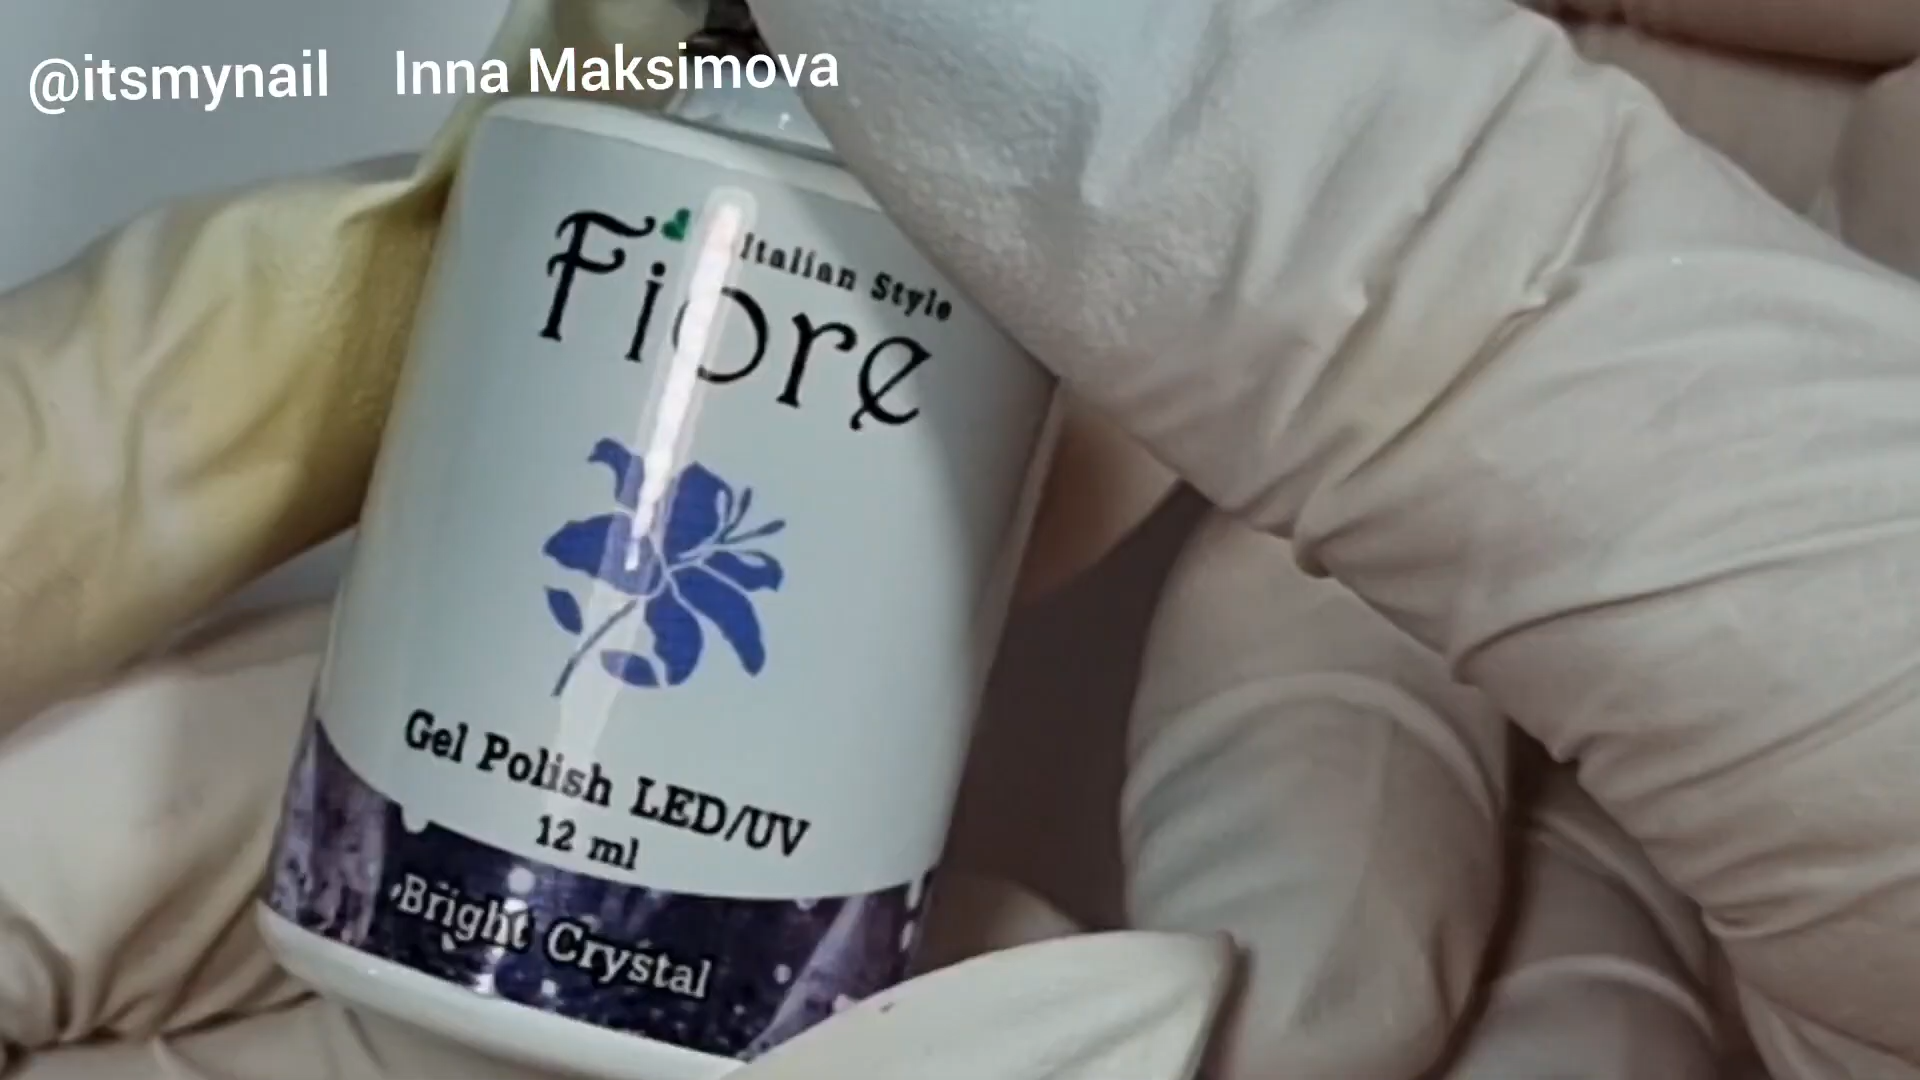 @itsmynail Inna Maksimova
Italian Style
Fiore
Gel Polish LED/UV
12 ml
Bright Crystal